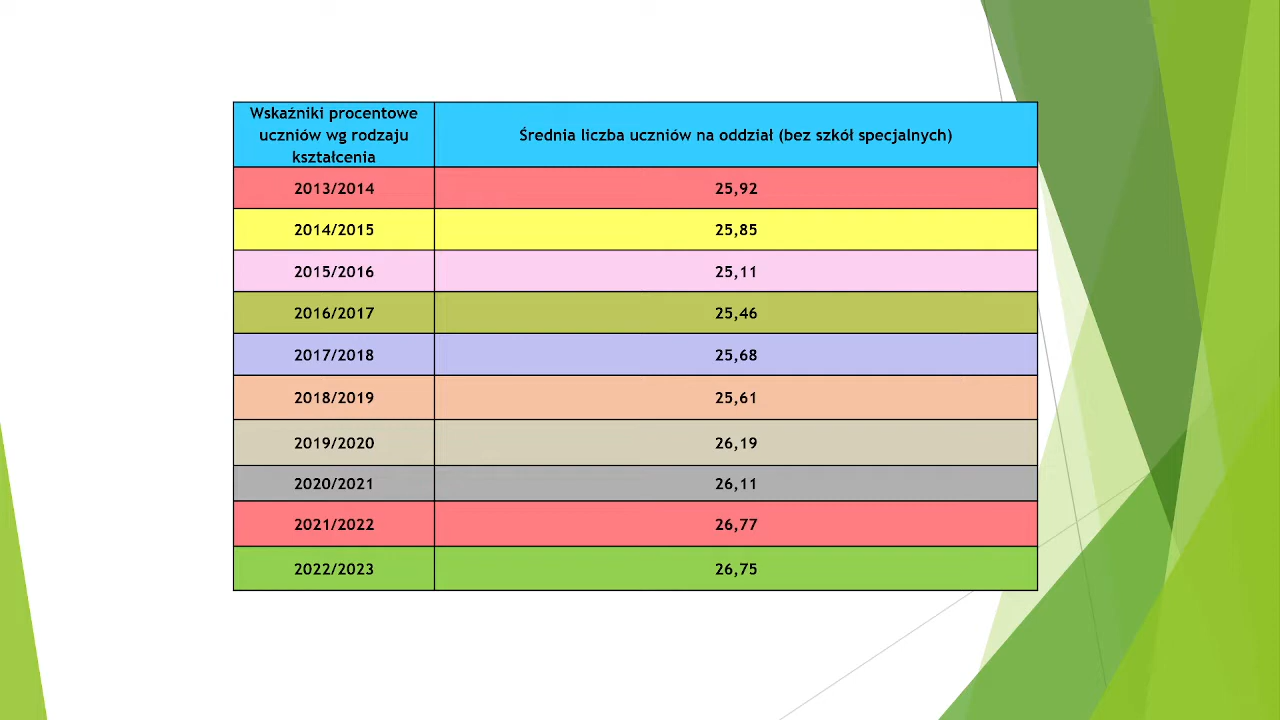 Wskaźniki procentowe
uczniów wg rodzaju
kształcenia
Średnia liczba uczniów na oddział (bez szkół specjalnych)
2013/2014 25,92
2014/2015 25,85
2015/2016 25,11
2016/2017 25,46
2017/2018 25,68
2018/2019 25,61
2019/2020 26,19
2020/2021 26,11
2021/2022 26,77
2022/2023 26,75